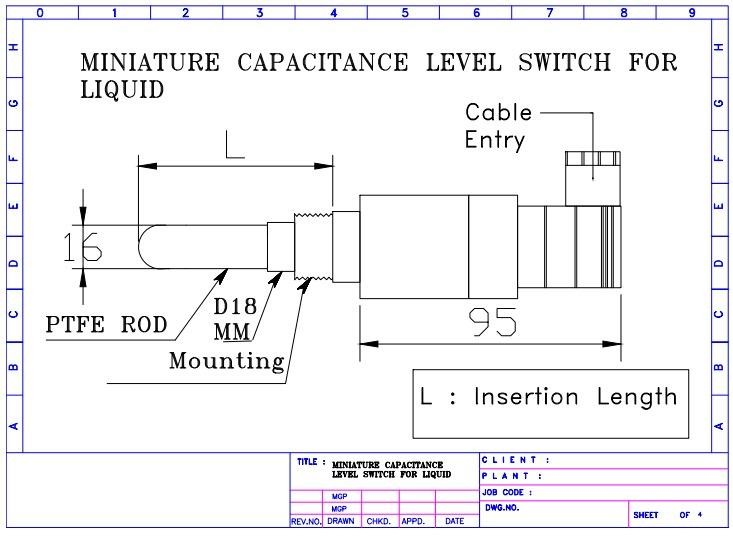 0 1 2 3 4 5 6 7 8 9
H H
G G
F F
E E
D D
C C
B B
A A
MINIATURE CAPACITANCE LEVEL SWITCH FOR
LIQUID
Cable
Entry
L
16
PTFE ROD
D18
MM
Mounting
95
L : Insertion Length
TITLE : MINIATURE CAPACITANCE
LEVEL SWITCH FOR LIQUID
MGP
MGP
REV.NO. DRAWN CHKD. APPD. DATE
CLIENT :
PLANT :
JOB CODE :
DWG.NO.
SHEET OF 4